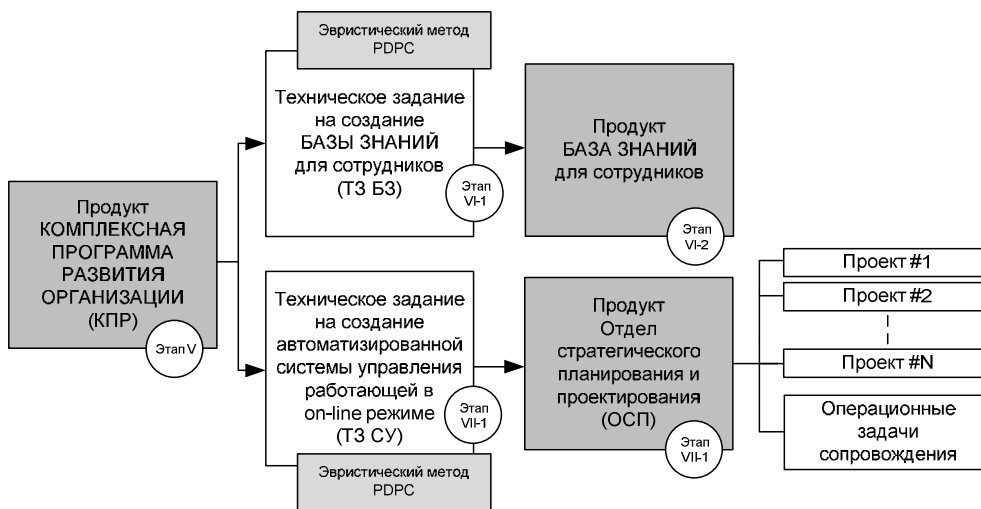 Эвристический метод
PDPC
Техническое задание
на создание
БАЗЫ ЗНАНИЙ
для сотрудников
(ТЗ БЗ)
Этап
VI-1
Продукт
БАЗА ЗНАНИЙ
для сотрудников
Этап
VI-2
Продукт
КОМПЛЕКСНАЯ
ПРОГРАММА
РАЗВИТИЯ
ОРГАНИЗАЦИИ
(КПР)
Этап V
Техническое задание
на создание
автоматизированной
системы управления
работающей в
on-line режиме
(ТЗ СУ)
Этап
VII-1
Эвристический метод
PDPC
Продукт
Отдел
стратегического
планирования и
проектирования
(ОСП)
Этап
VII-1
Проект #1
Проект #2
Проект #N
Операционные
задачи
сопровождения